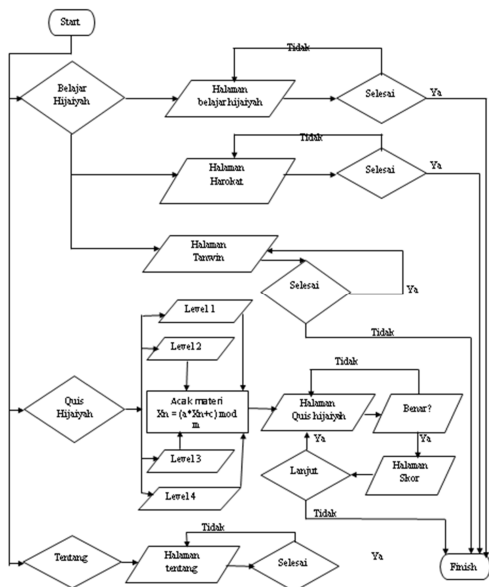 Start
Tidak
Belajar
Hijaiyah
Halaman
belajar hijaiyah
Selesai
Ya
Tidak
Halaman
Harokat
Selesai
Ya
Halaman
Tanwin
Selesai
Ya
Tidak
Level 1
Level 2
Tidak
Quis
Hijaiyah
Acak materi
Xn = (a*Xn+c) mod
m
Halaman
Quis hijaiyah
Benar?
Ya
Ya
Level 3
Lanjut
Halaman
Skor
Level 4
Tidak
Tidak
Tentang
Halaman
tentang
Selesai
Ya
Finish